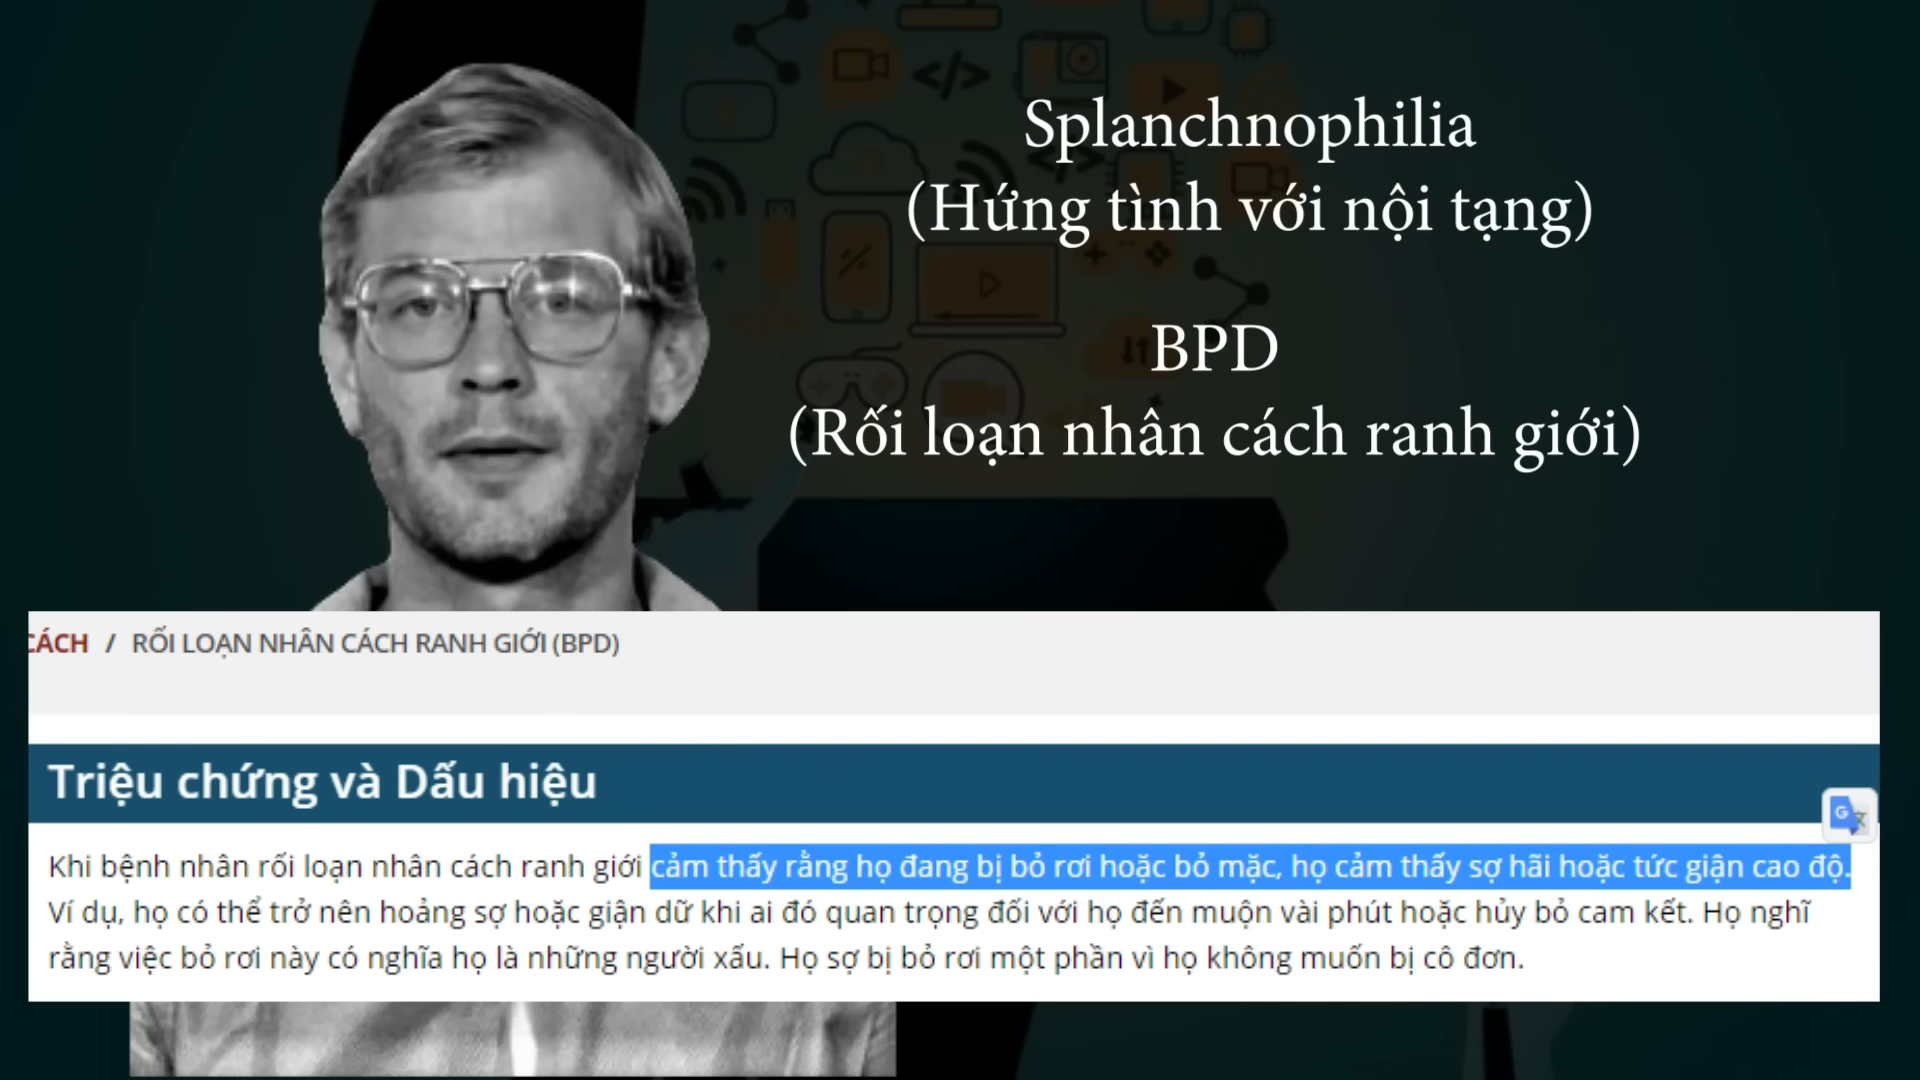 Splanchnophilia
(Hứng tình với nội tạng)
BPD
(Rối loạn nhân cách ranh giới)
CÁCH / RỐI LOẠN NHÂN CÁCH RANH GIỚI (BPD)
Triệu chứng và Dấu hiệu
Khi bệnh nhân rối loạn nhân cách ranh giới cảm thấy rằng họ đang bị bỏ rơi hoặc bỏ mặc, họ cảm thấy sợ hãi hoặc tức giận cao độ.
Ví dụ, họ có thể trở nên hoảng sợ hoặc giận dữ khi ai đó quan trọng đối với họ đến muộn vài phút hoặc hủy bỏ cam kết. Họ nghĩ
rằng việc bỏ rơi này có nghĩa họ là những người xấu. Họ sợ bị bỏ rơi một phần vì họ không muốn bị cô đơn.